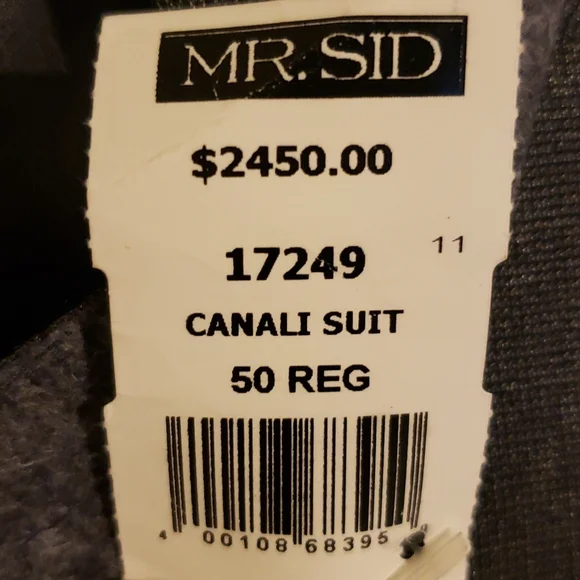 MR. SID
$2450.00
11
17249
CANALI SUIT
50 REG
4 00108 68395